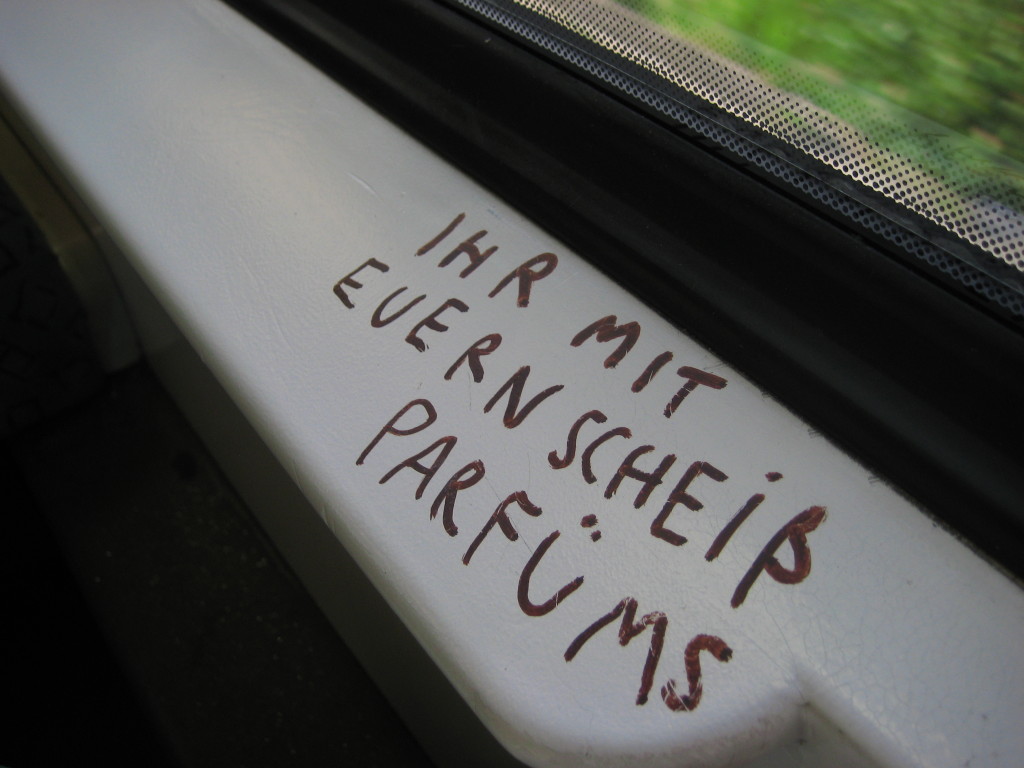 IHR MIT
EUERN SCHEIß
PARFÜMS